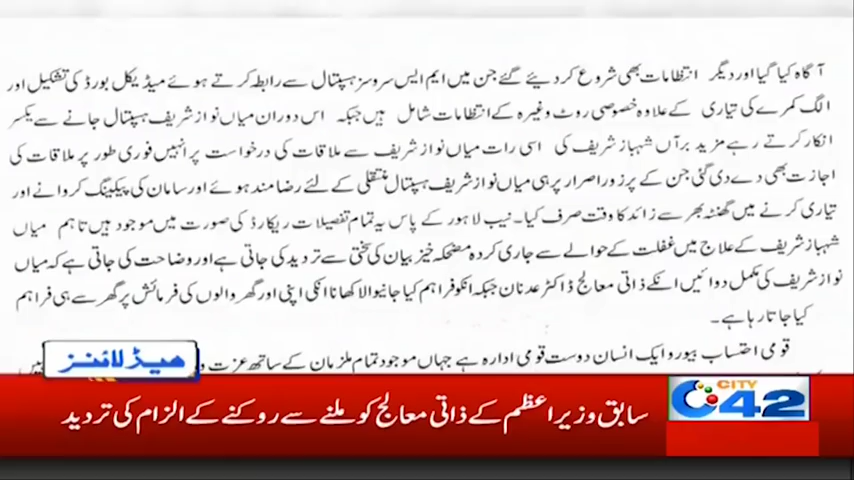 آگاہ کیا گیا اور دیگر انتظامات بھی شروع کر دیئے گئے جن میں ایم ایس سروسز ہسپتال سے رابطہ کرتے ہوئے میڈیکل بورڈ کی تشکیل اور
الگ کمرے کی تیاری کے علاوہ خصوصی روٹ وغیرہ کے انتظامات شامل ہیں جبکہ اس دوران میاں نواز شریف ہسپتال جانے سے یکسر
انکار کرتے رہے مزید برآں شہباز شریف کی اسی رات میاں نواز شریف سے ملاقات کی درخواست پر انہیں فوری طور پر ملاقات کی
اجازت بھی دے دی گئی جن کے پر زور اصرار پر ہی میاں نواز شریف ہسپتال منتقلی کے لئے رضا مند ہوئے اور سامان کی پیکینگ کروانے اور
تیاری کرنے میں گھنٹہ بھر سے زائد کا وقت صرف کیا۔ نیب لاہور کے پاس یہ تمام تفصیلات ریکارڈ کی صورت میں موجود ہیں تاہم میاں
شہباز شریف کے علاج میں غفلت کے حوالے سے جاری کردہ مضحکہ خیز بیان کی سختی سے تردید کی جاتی ہے اور وضاحت کی جاتی ہے کہ میاں
نواز شریف کی مکمل دوائیں انکے ذاتی معالج ڈاکٹر عدنان جبکہ انکو فراہم کیا جانیوالا کھانا انکی اپنی اور گھر والوں کی فرمائش پر گھر سے ہی فراہم
کیا جاتا رہا ہے۔
قومی احتساب بیورو ایک انسان دوست قومی ادارہ ہے جہاں موجود تمام ملزمان کے ساتھ عزت و
ہیڈ لائنز
CITY 42
سابق وزیراعظم کے ذاتی معالج کو ملنے سے روکنے کے الزام کی تردید